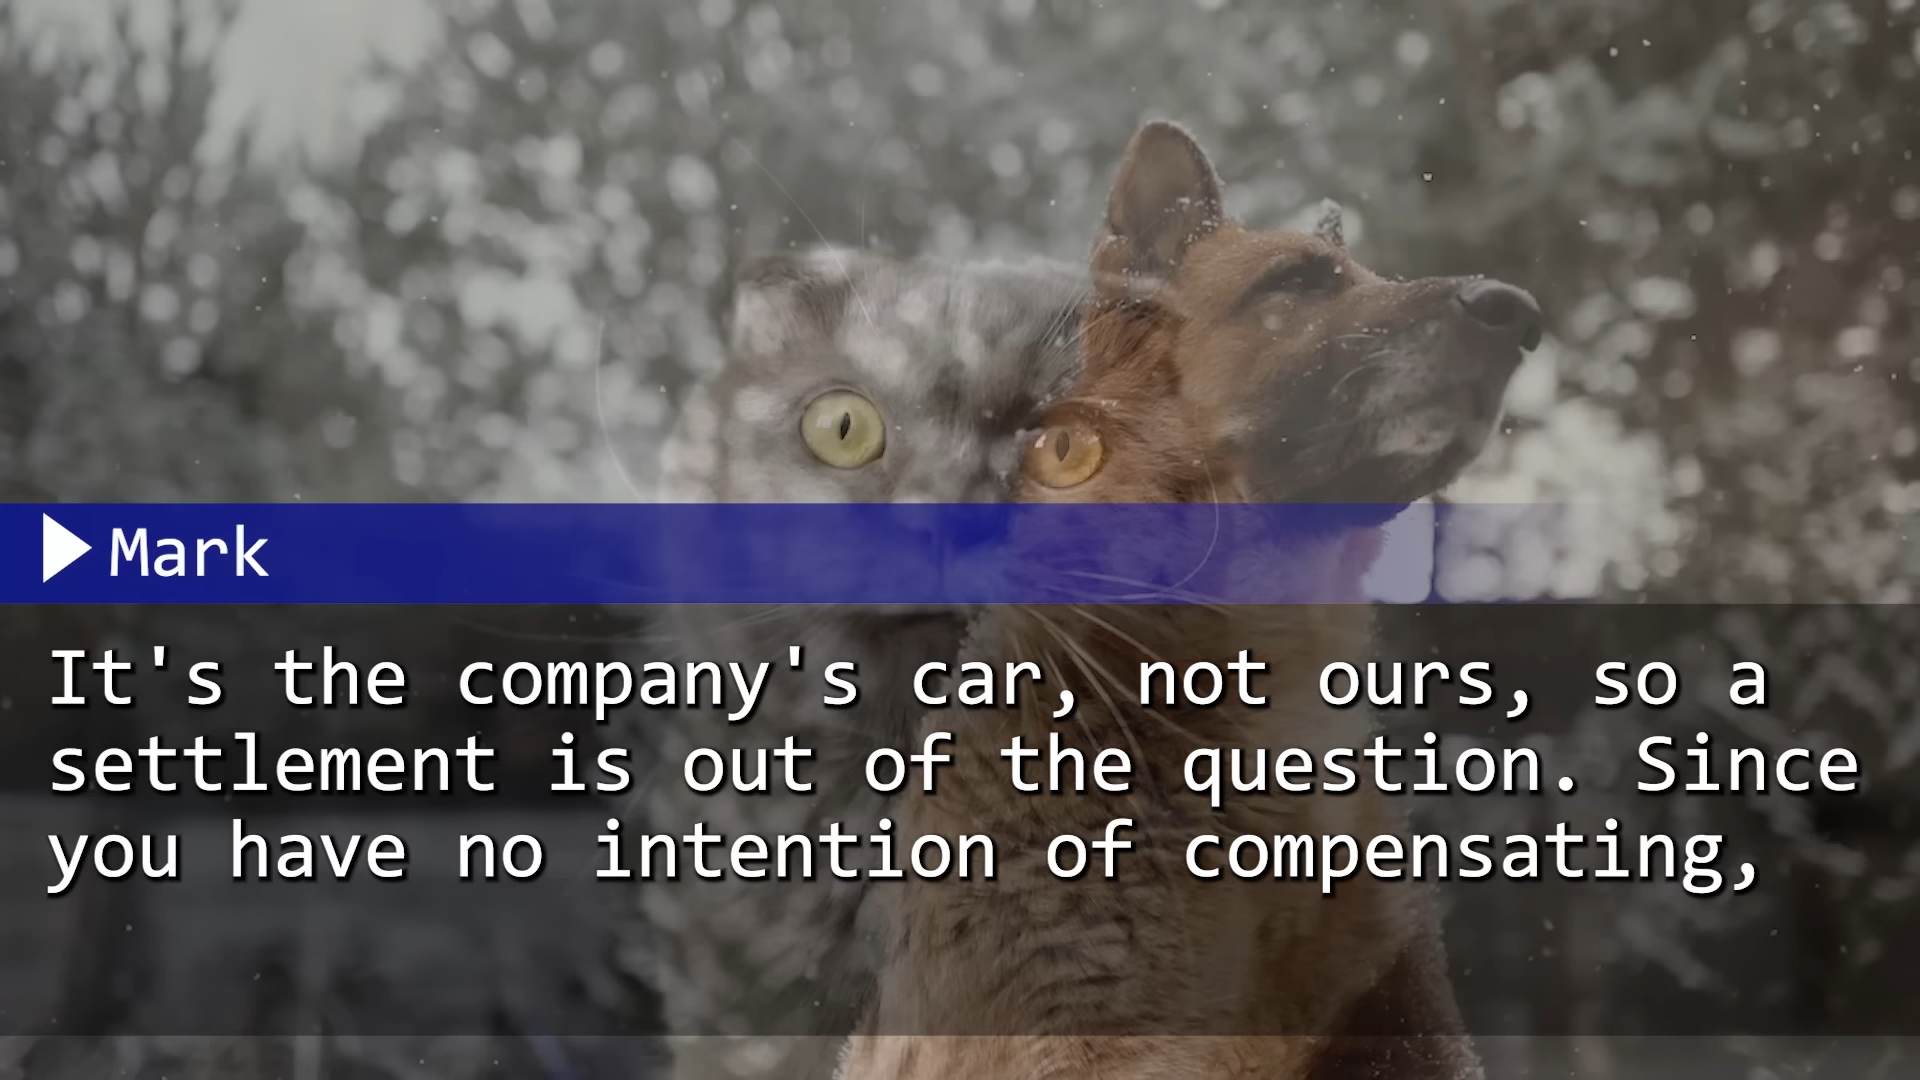 Mark
It's the company's car, not ours, so a
settlement is out of the question. Since
you have no intention of compensating,